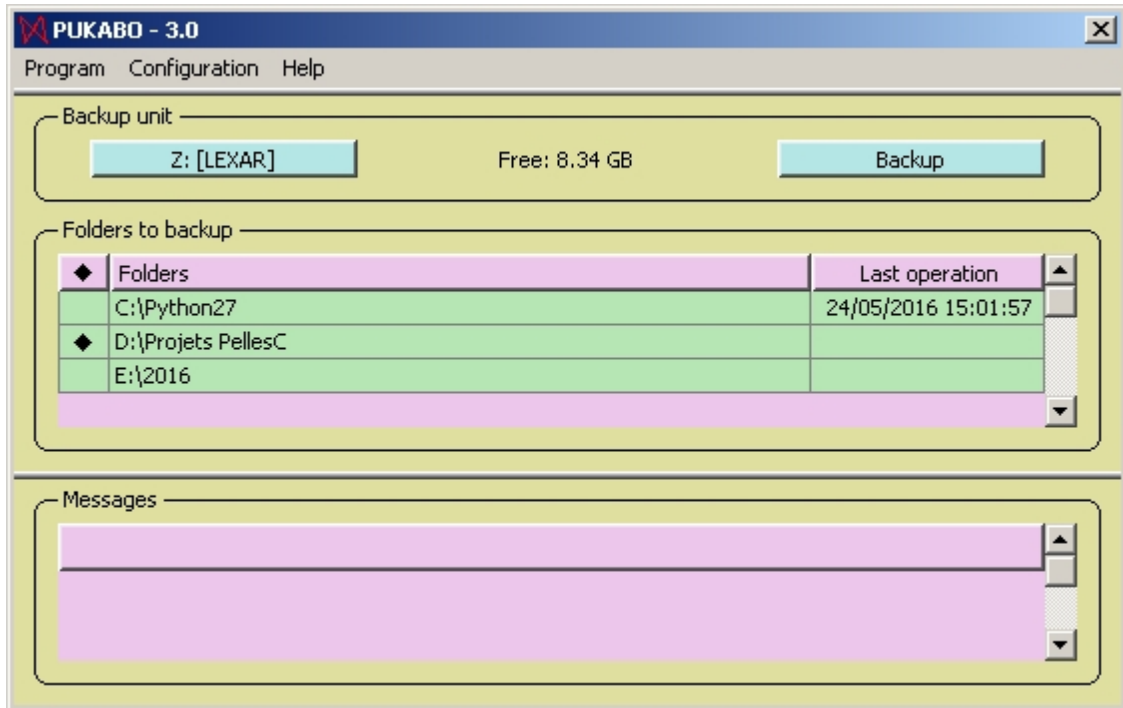 PUKABO - 3.0
Program Configuration Help
Backup unit
Z: [LEXAR] Free: 8.34 GB Backup
Folders to backup
◆ Folders Last operation
C:\Python27 24/05/2016 15:01:57
◆ D:\Projets PellesC
E:\2016
Messages